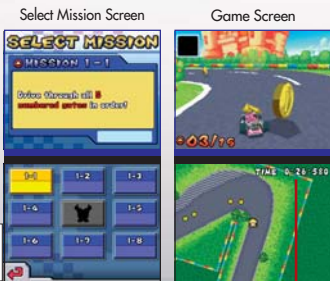 Select Mission Screen
Game Screen
SELECT MISSION
MISSION 1-1
Drive through all 5
numbered gates in order!
03/15
1-1 1-2 1-3
1-4 1-5
1-6 1-7 1-8
TIME 0:26:580